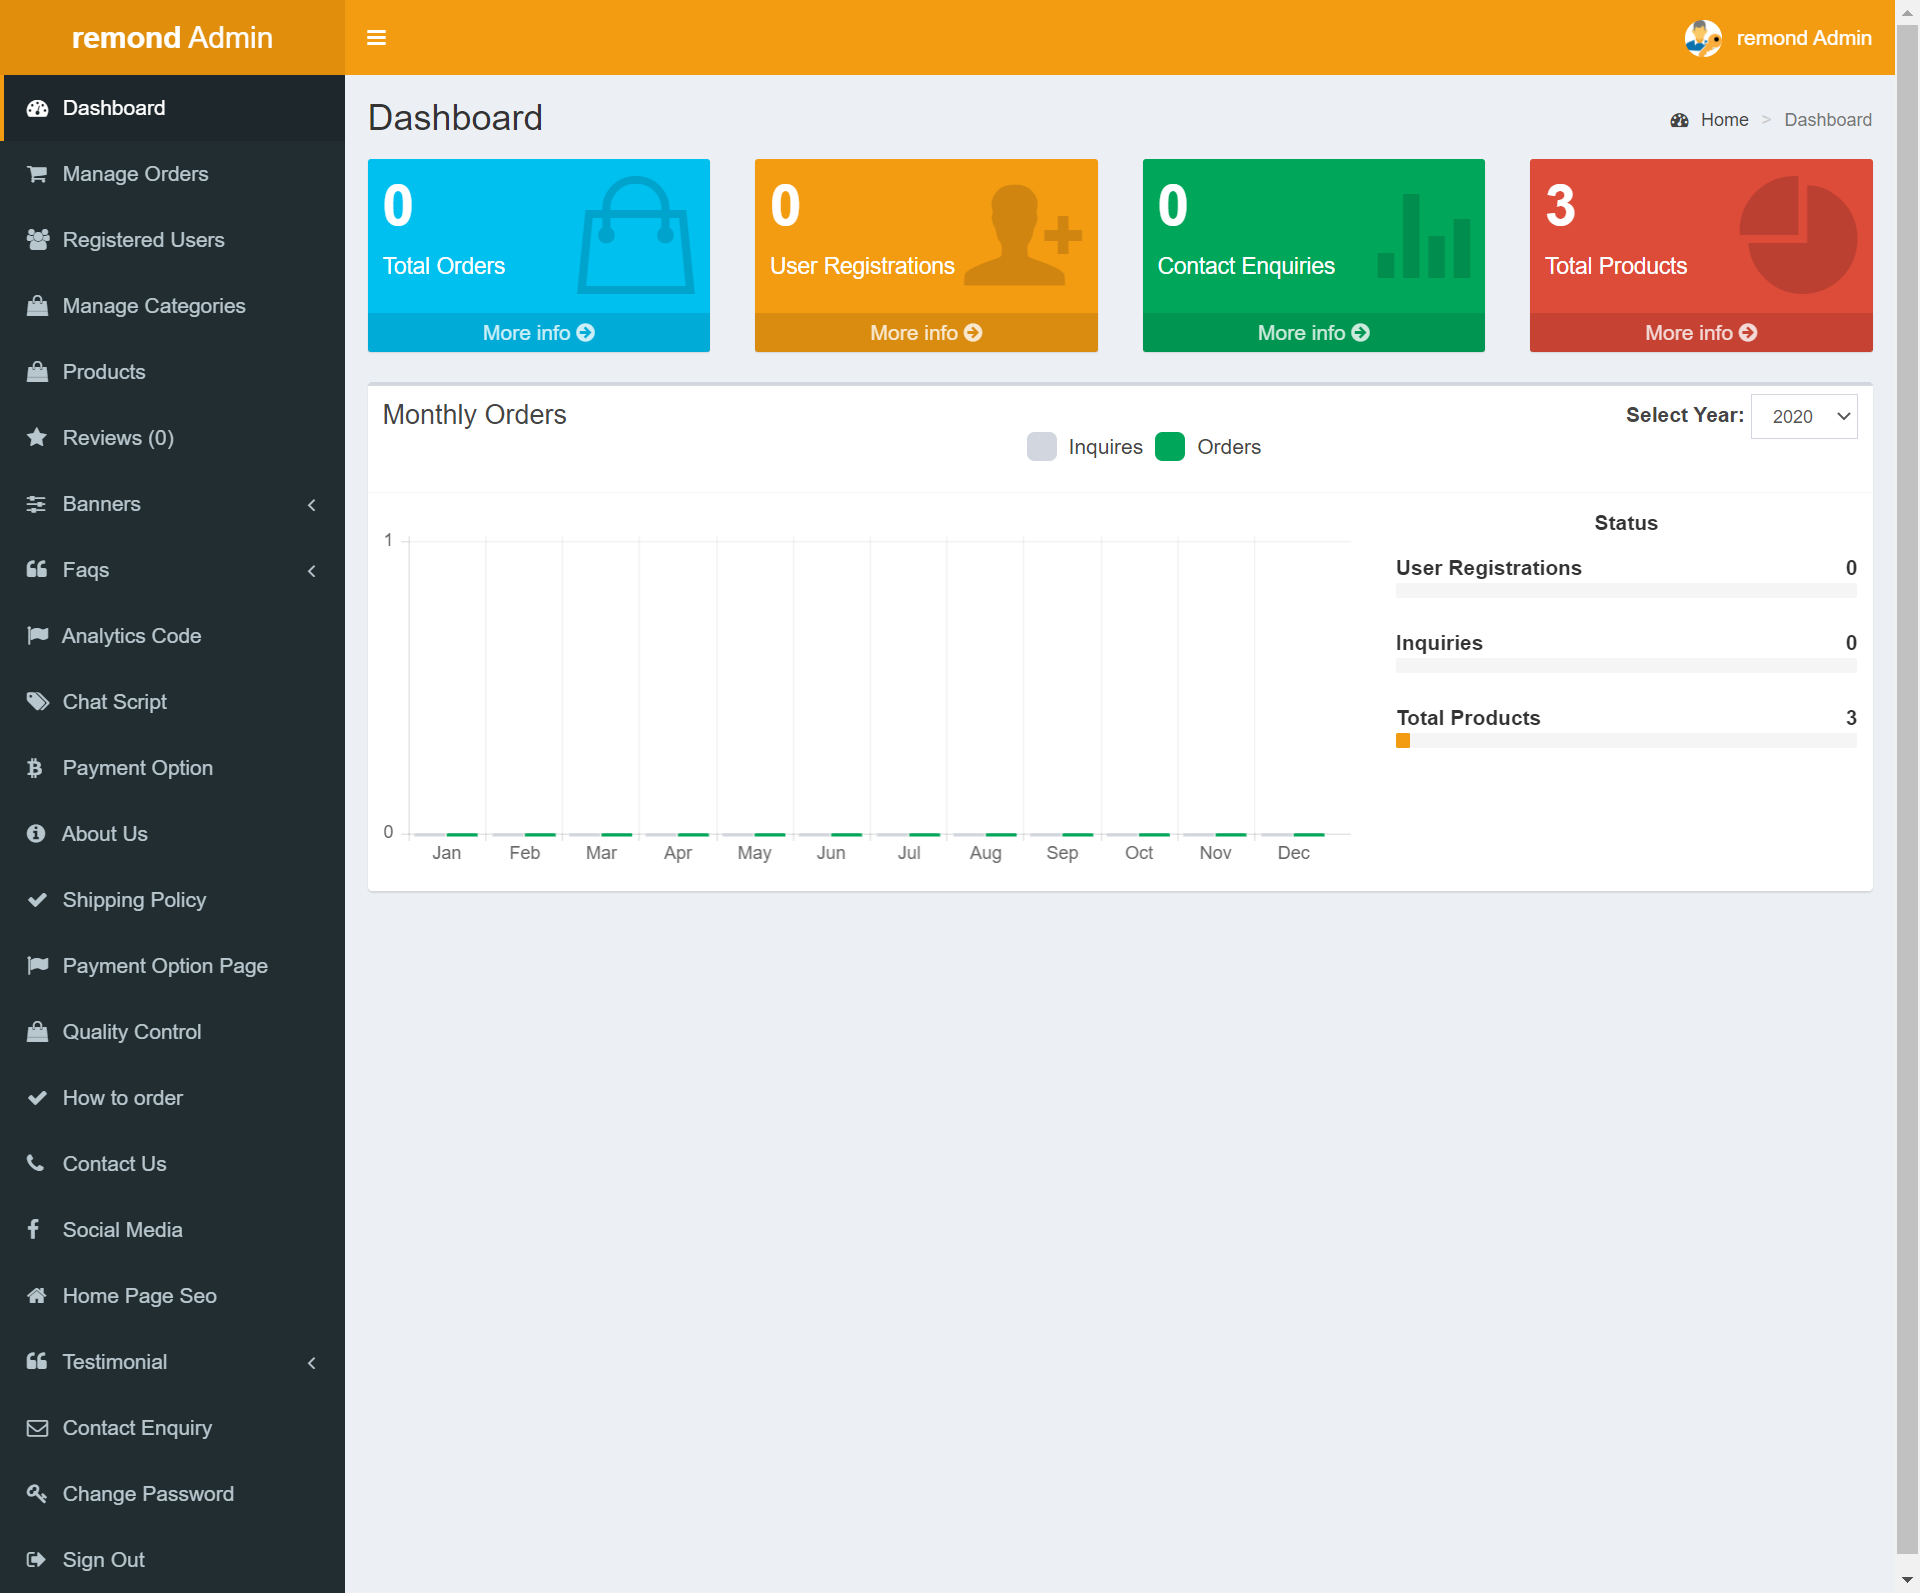 remond Admin
remond Admin
Dashboard
Manage Orders
Registered Users
Manage Categories
Products
Reviews (0)
Banners
Faqs
Analytics Code
Chat Script
Payment Option
About Us
Shipping Policy
Payment Option Page
Quality Control
How to order
Contact Us
Social Media
Home Page Seo
Testimonial
Contact Enquiry
Change Password
Sign Out
Dashboard
Home > Dashboard
0
Total Orders
More info
0
User Registrations
More info
0
Contact Enquiries
More info
3
Total Products
More info
Monthly Orders
Select Year: 2020
Inquires Orders
1
0
Jan Feb Mar Apr May Jun Jul Aug Sep Oct Nov Dec
Status
User Registrations 0
Inquiries 0
Total Products 3